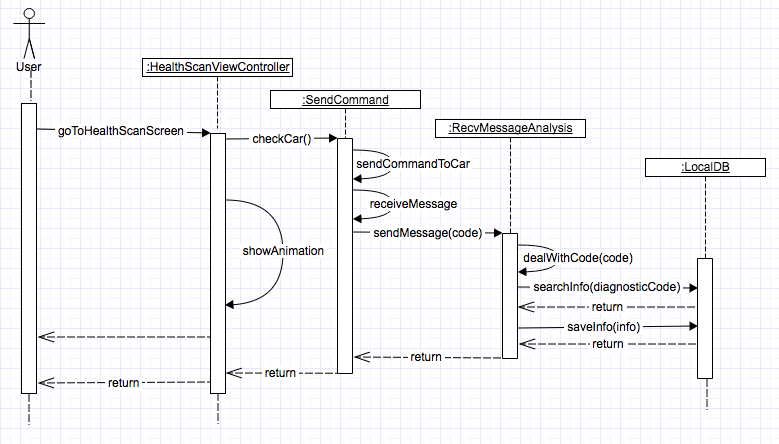 User
:HealthScanViewController
:SendCommand
:RecvMessageAnalysis
:LocalDB
goToHealthScanScreen
checkCar()
sendCommandToCar
receiveMessage
sendMessage(code)
showAnimation
dealWithCode(code)
searchInfo(diagnosticCode)
return
saveInfo(info)
return
return
return
return